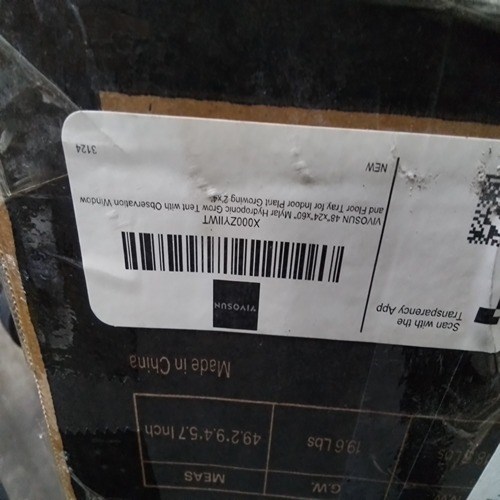 VIVOSUN
Scan with the
Transparency App
X000ZYIIWT
VIVOSUN 48"x24"x60" Mylar Hydroponic Grow Tent with Observation Window
and Floor Tray for Indoor Plant Growing 2'x4'
NEW
3124
Made in China
G.W.
MEAS
19.6 Lbs
49.2*9.4*5.7 Inch